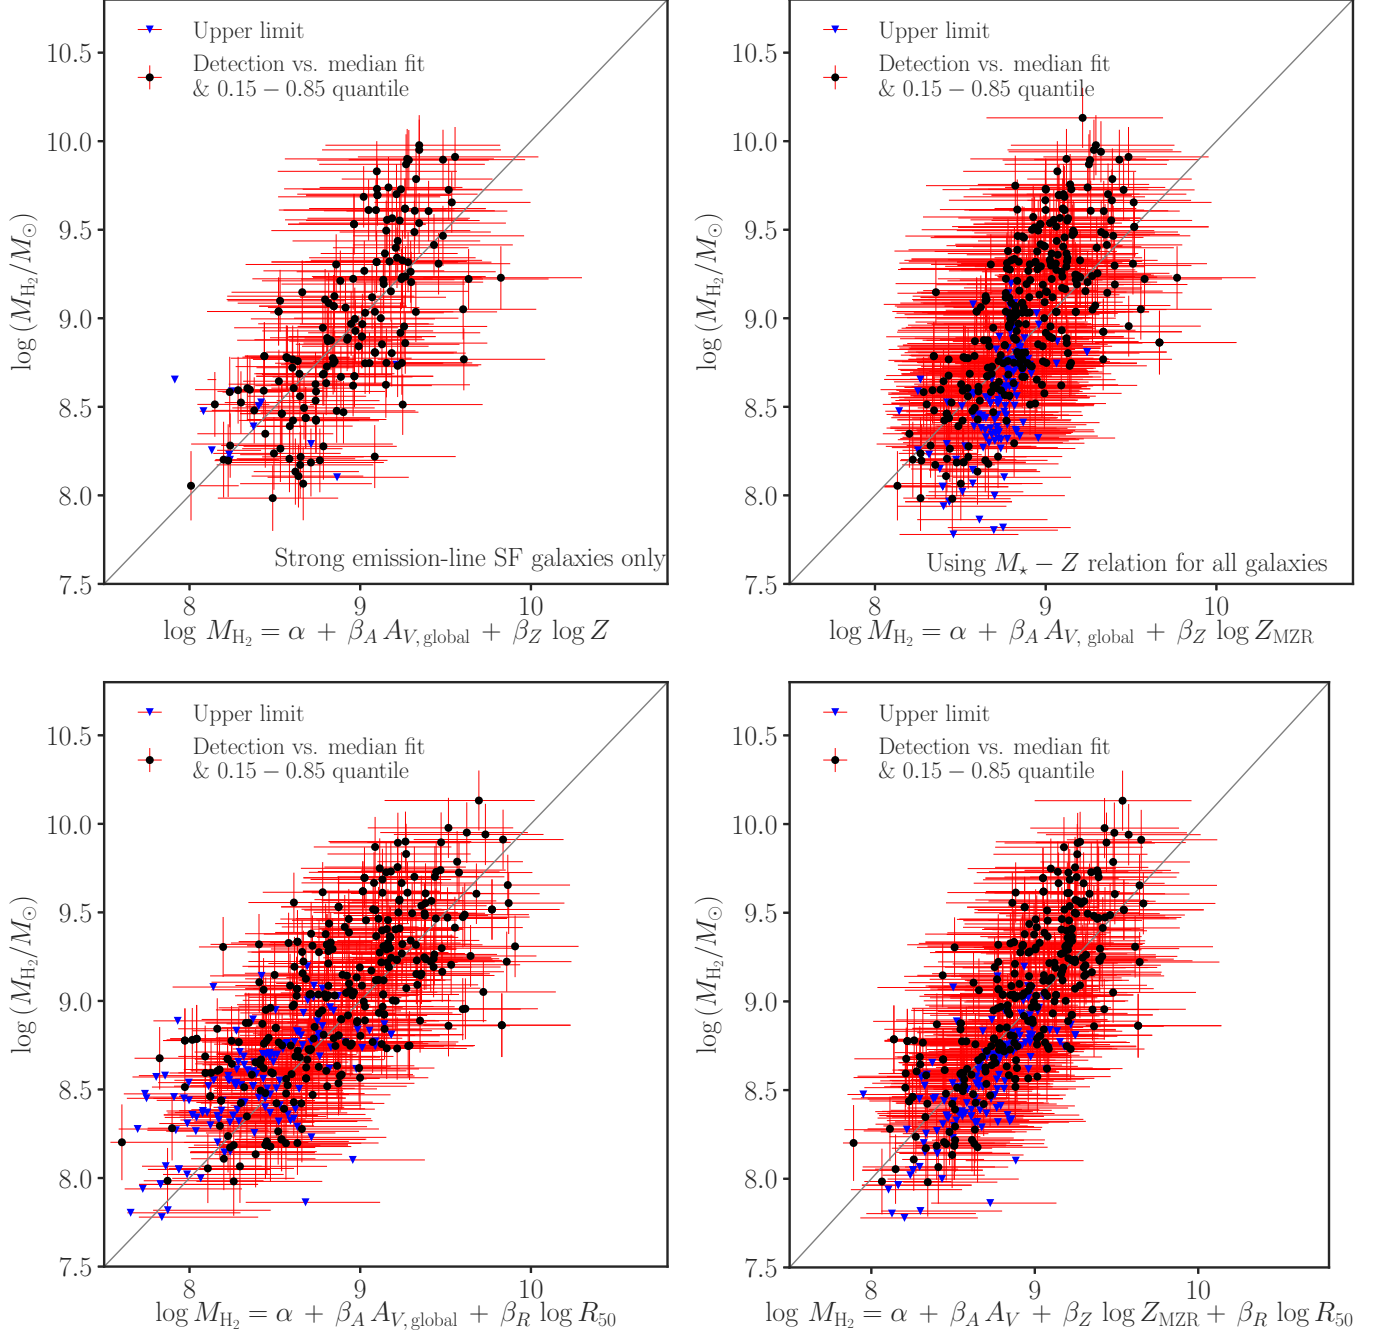 Upper limit
Detection vs. median fit
& 0.15 − 0.85 quantile
10.5
10.0
9.5
9.0
8.5
8.0
7.5
log (M_H₂/M_⊙)
Strong emission-line SF galaxies only
8 9 10
log M_H₂ = α + β_A A_V,global + β_Z log Z
Upper limit
Detection vs. median fit
& 0.15 − 0.85 quantile
10.5
10.0
9.5
9.0
8.5
8.0
7.5
log (M_H₂/M_⊙)
Using M_⋆ − Z relation for all galaxies
8 9 10
log M_H₂ = α + β_A A_V, global + β_Z log Z_MZR
Upper limit
Detection vs. median fit
& 0.15 − 0.85 quantile
10.5
10.0
9.5
9.0
8.5
8.0
7.5
log (M_H₂/M_⊙)
8 9 10
log M_H₂ = α + β_A A_V,global + β_R log R₅₀
Upper limit
Detection vs. median fit
& 0.15 − 0.85 quantile
10.5
10.0
9.5
9.0
8.5
8.0
7.5
log (M_H₂/M_⊙)
8 9 10
log M_H₂ = α + β_A A_V + β_Z log Z_MZR + β_R log R₅₀